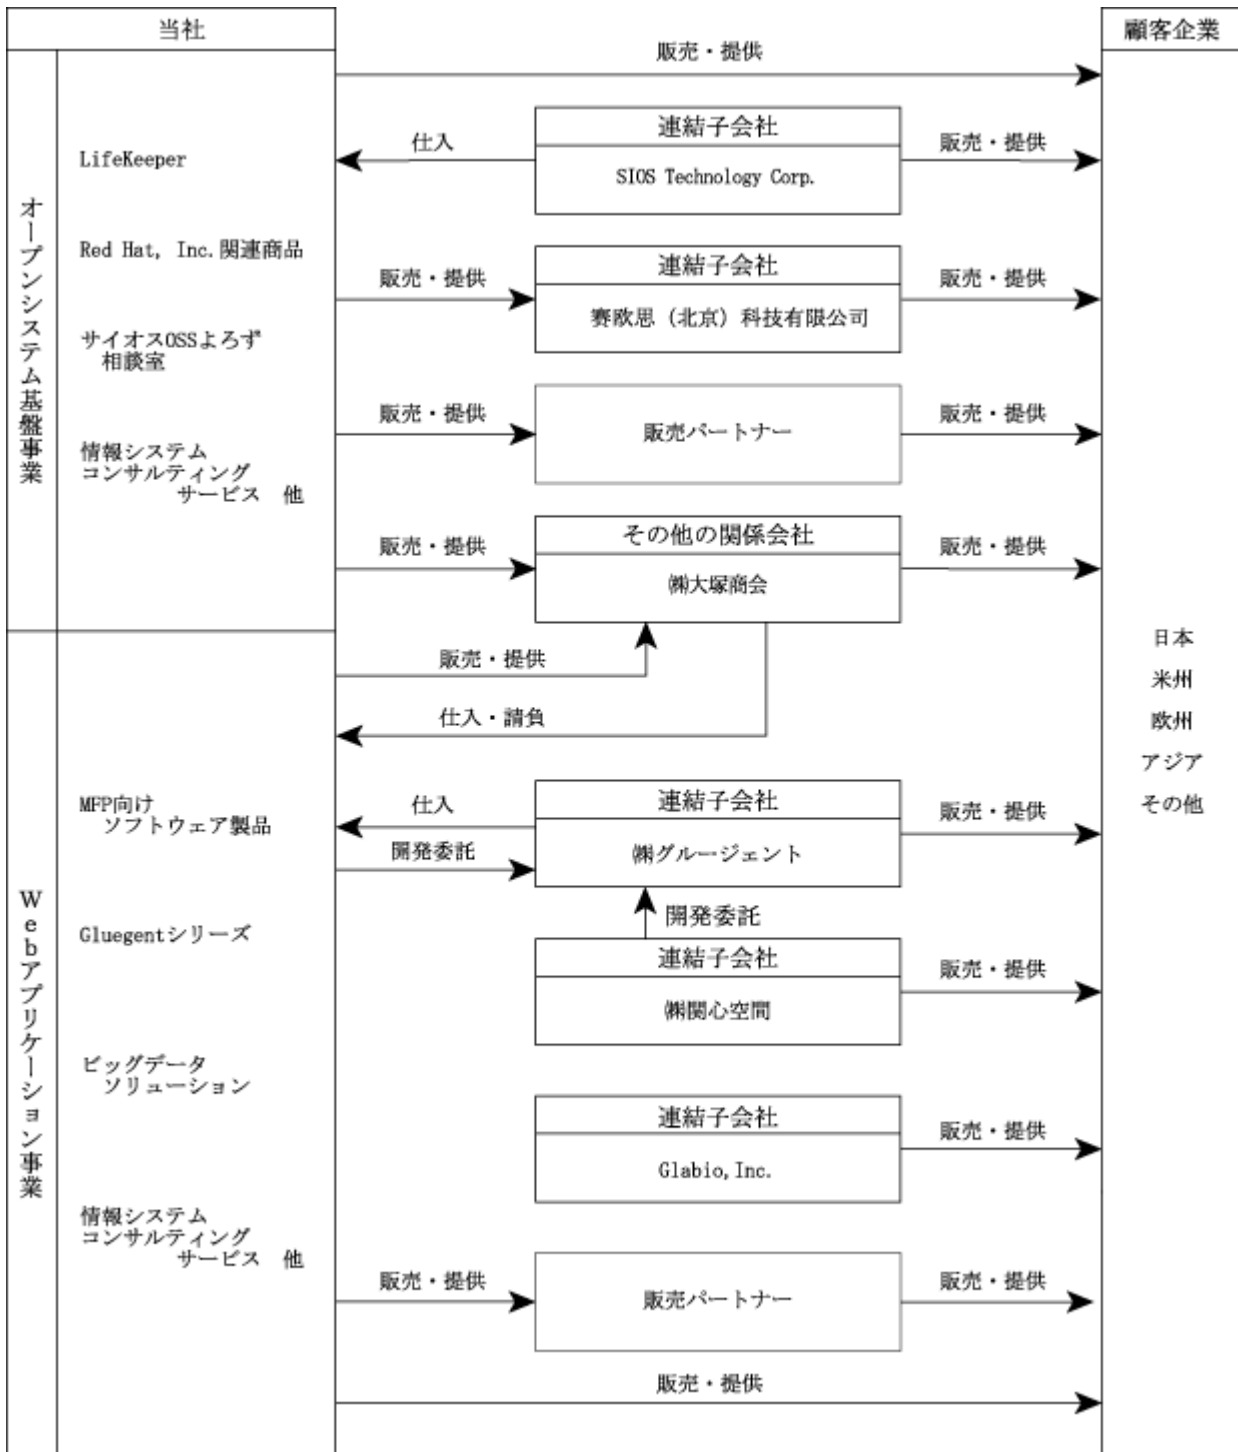 当社
顧客企業
オープンシステム基盤事業
LifeKeeper
Red Hat, Inc.関連商品
サイオスOSSよろず
相談室
情報システム
コンサルティング
サービス 他
販売・提供
仕入
連結子会社
SIOS Technology Corp.
販売・提供
販売・提供
連結子会社
賽欧思（北京）科技有限公司
販売・提供
販売・提供
販売パートナー
販売・提供
販売・提供
その他の関係会社
㈱大塚商会
販売・提供
販売・提供
仕入・請負
Webアプリケーション事業
MFP向け
ソフトウェア製品
Gluegentシリーズ
ビッグデータ
ソリューション
情報システム
コンサルティング
サービス 他
仕入
開発委託
連結子会社
㈱グルージェント
販売・提供
開発委託
連結子会社
㈱関心空間
販売・提供
連結子会社
Glabio,Inc.
販売・提供
販売・提供
販売パートナー
販売・提供
販売・提供
日本
米州
欧州
アジア
その他